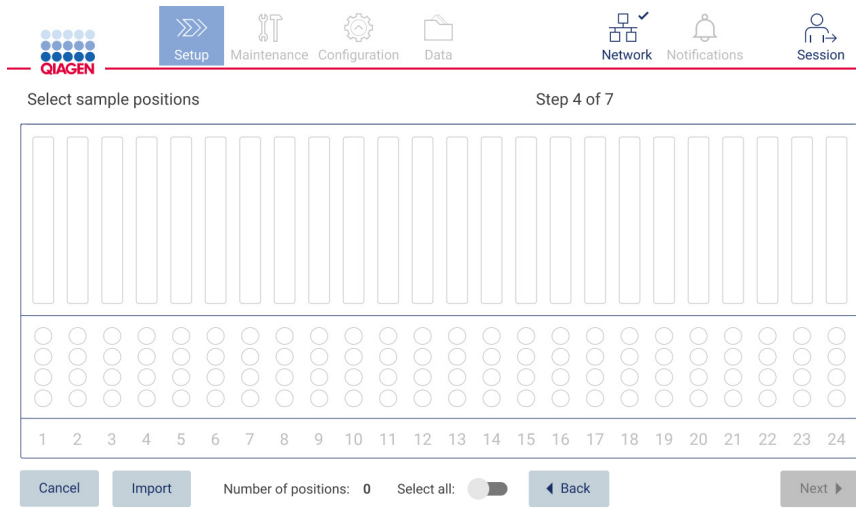 QIAGEN
Setup Maintenance Configuration Data Network Notifications Session
Select sample positions Step 4 of 7
1 2 3 4 5 6 7 8 9 10 11 12 13 14 15 16 17 18 19 20 21 22 23 24
Cancel Import Number of positions: 0 Select all: Back Next